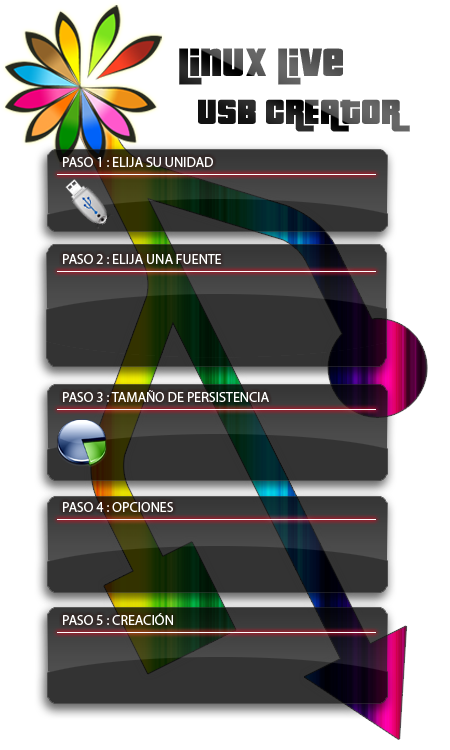 Linux Live
USB CREATOR
PASO 1 : ELIJA SU UNIDAD
PASO 2 : ELIJA UNA FUENTE
PASO 3 : TAMAÑO DE PERSISTENCIA
PASO 4 : OPCIONES
PASO 5 : CREACIÓN